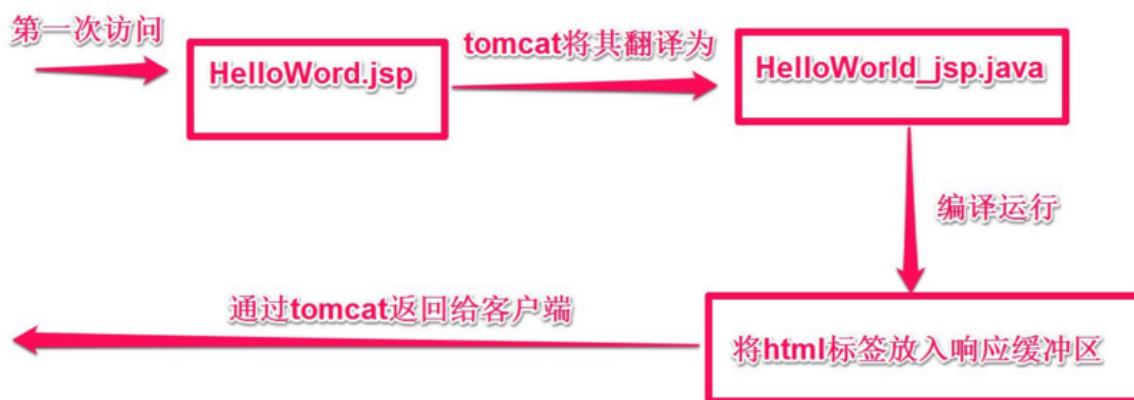 第一次访问
HelloWord.jsp
tomcat将其翻译为
HelloWorld_jsp.java
编译运行
将html标签放入响应缓冲区
通过tomcat返回给客户端